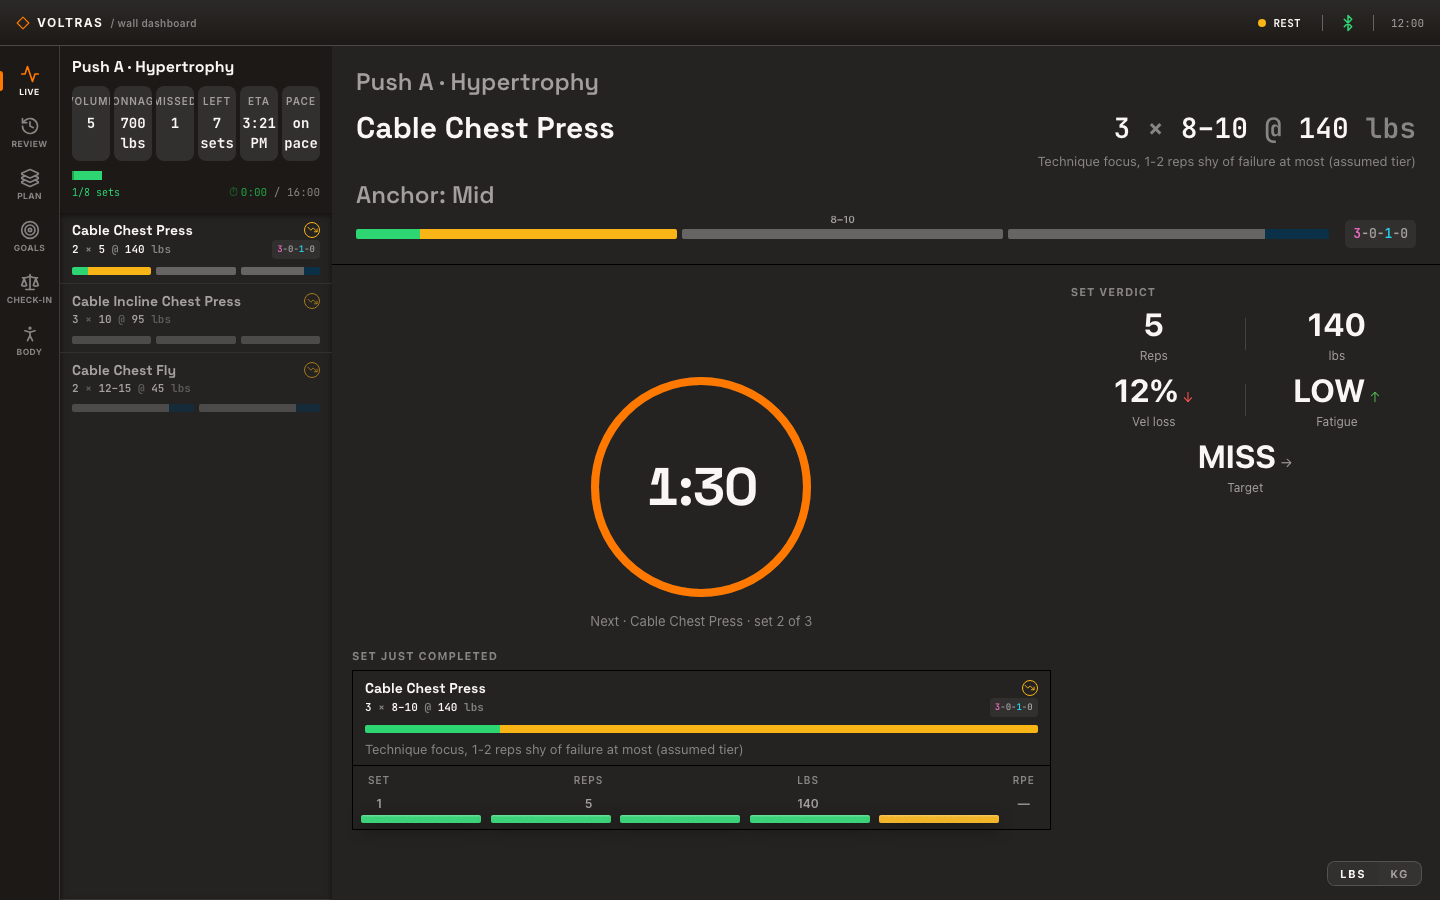 VOLTRAS / wall dashboard
REST
12:00
LIVE
REVIEW
PLAN
GOALS
CHECK-IN
BODY
Push A · Hypertrophy
VOLUM ONNAG MISSED LEFT ETA PACE
5 700 lbs 1 7 sets 3:21 PM on pace
1/8 sets 0:00 / 16:00
Cable Chest Press
2 × 5 @ 140 lbs 3-0-1-0
Cable Incline Chest Press
3 × 10 @ 95 lbs
Cable Chest Fly
2 × 12–15 @ 45 lbs
Push A · Hypertrophy
Cable Chest Press
3 × 8–10 @ 140 lbs
Technique focus, 1-2 reps shy of failure at most (assumed tier)
Anchor: Mid
8–10
3-0-1-0
1:30
Next · Cable Chest Press · set 2 of 3
SET VERDICT
5 140
Reps lbs
12% ↓ LOW ↑
Vel loss Fatigue
MISS →
Target
SET JUST COMPLETED
Cable Chest Press
3 × 8–10 @ 140 lbs 3-0-1-0
Technique focus, 1-2 reps shy of failure at most (assumed tier)
SET REPS LBS RPE
1 5 140 —
LBS KG